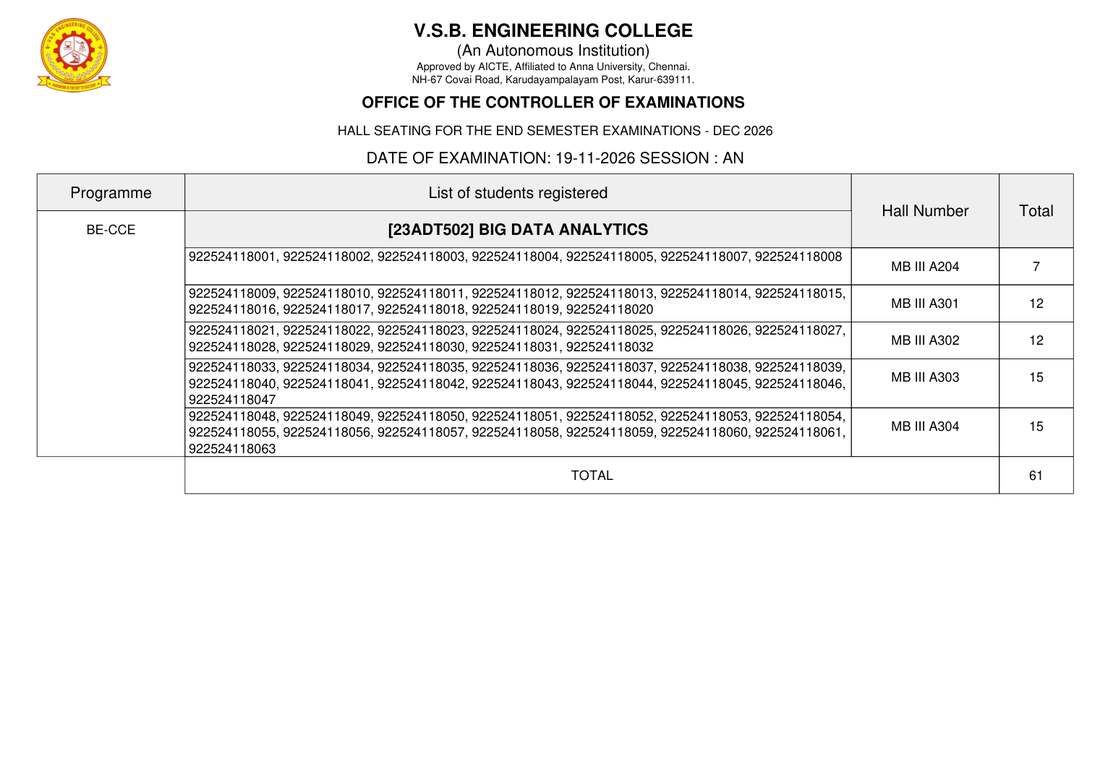 V.S.B. ENGINEERING COLLEGE
(An Autonomous Institution)
Approved by AICTE, Affiliated to Anna University, Chennai.
NH-67 Covai Road, Karudayampalayam Post, Karur-639111.
OFFICE OF THE CONTROLLER OF EXAMINATIONS
HALL SEATING FOR THE END SEMESTER EXAMINATIONS - DEC 2026
DATE OF EXAMINATION: 19-11-2026 SESSION : AN
Programme List of students registered Hall Number Total
BE-CCE [23ADT502] BIG DATA ANALYTICS
922524118001, 922524118002, 922524118003, 922524118004, 922524118005, 922524118007, 922524118008 MB III A204 7
922524118009, 922524118010, 922524118011, 922524118012, 922524118013, 922524118014, 922524118015,
922524118016, 922524118017, 922524118018, 922524118019, 922524118020 MB III A301 12
922524118021, 922524118022, 922524118023, 922524118024, 922524118025, 922524118026, 922524118027,
922524118028, 922524118029, 922524118030, 922524118031, 922524118032 MB III A302 12
922524118033, 922524118034, 922524118035, 922524118036, 922524118037, 922524118038, 922524118039,
922524118040, 922524118041, 922524118042, 922524118043, 922524118044, 922524118045, 922524118046,
922524118047 MB III A303 15
922524118048, 922524118049, 922524118050, 922524118051, 922524118052, 922524118053, 922524118054,
922524118055, 922524118056, 922524118057, 922524118058, 922524118059, 922524118060, 922524118061,
922524118063 MB III A304 15
TOTAL 61